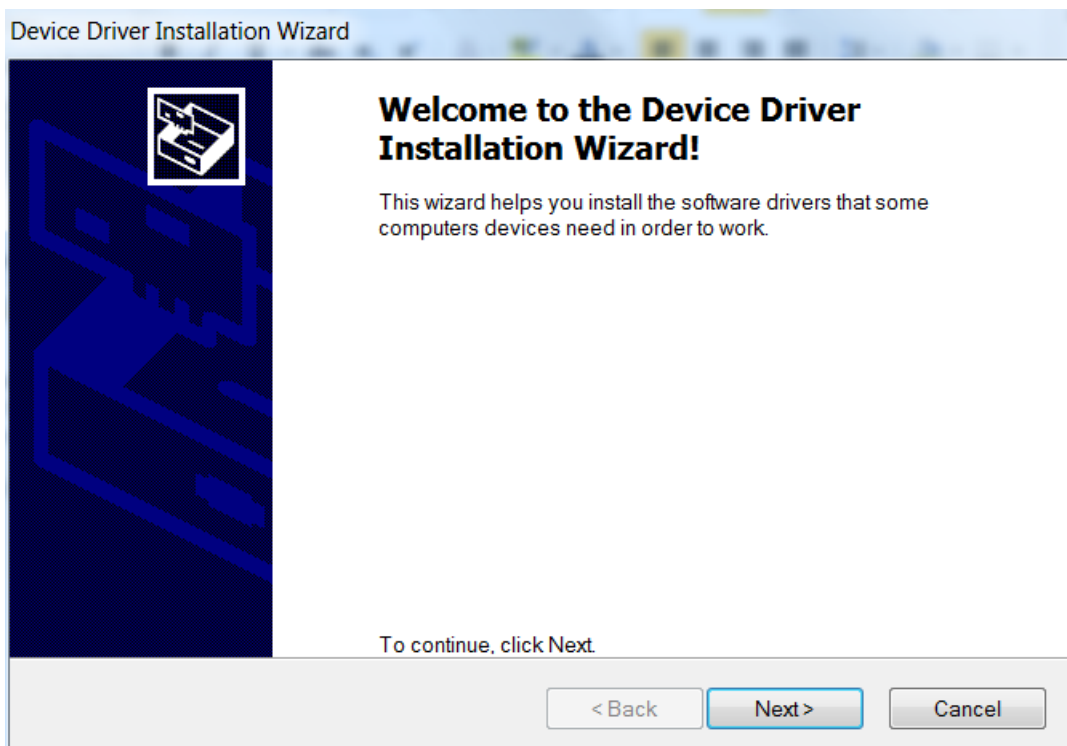 Device Driver Installation Wizard
Welcome to the Device Driver
Installation Wizard!
This wizard helps you install the software drivers that some
computers devices need in order to work.
To continue, click Next.
< Back Next > Cancel